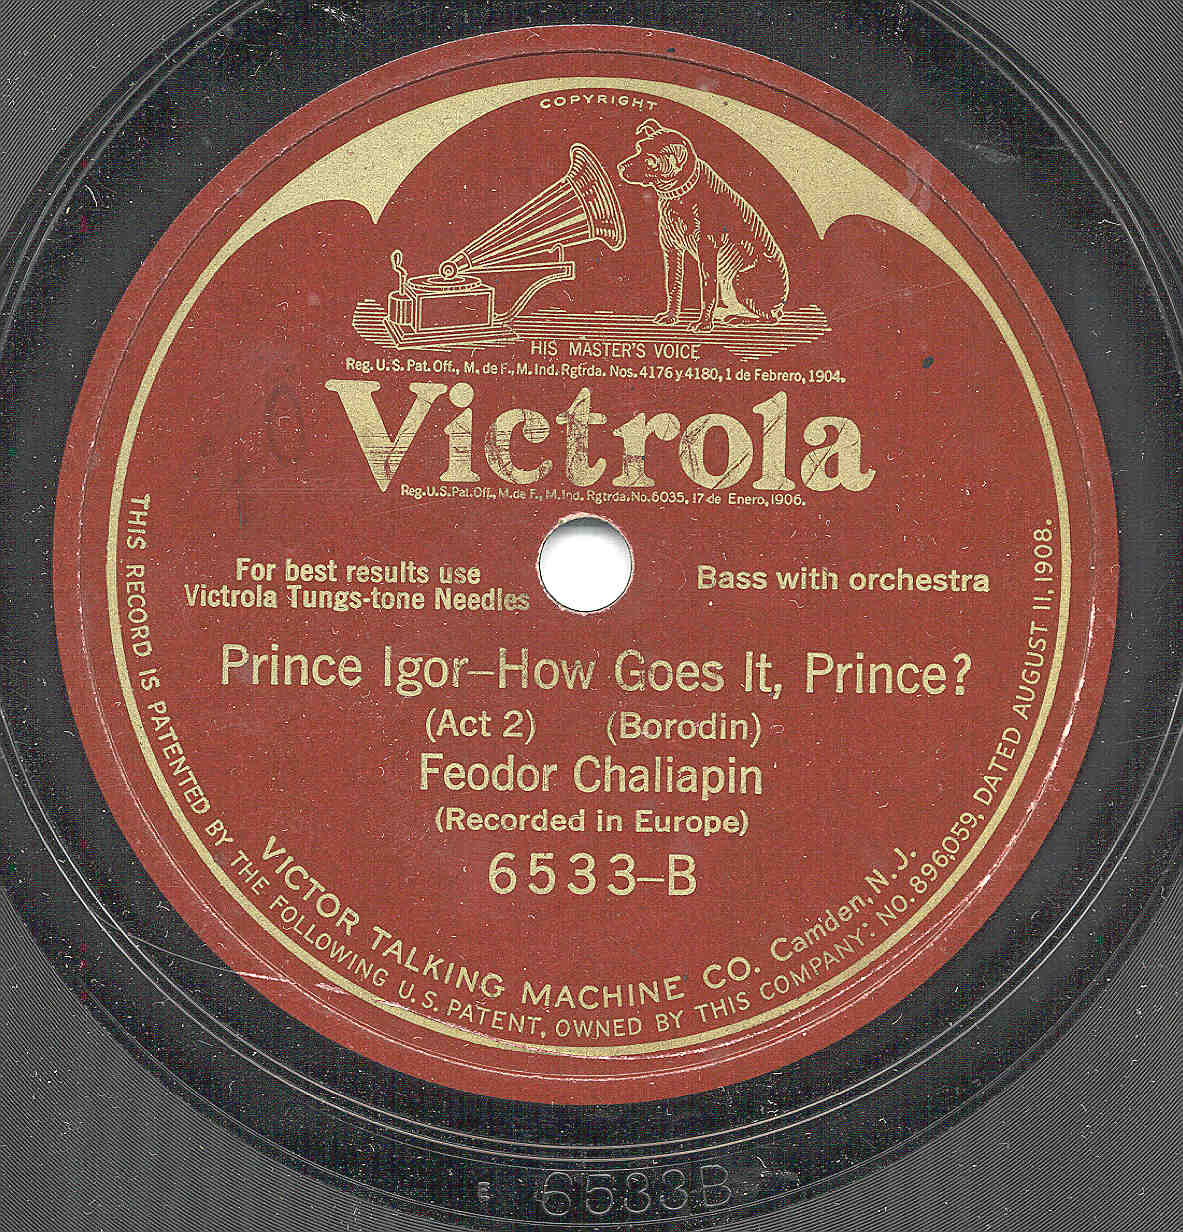 COPYRIGHT
HIS MASTER'S VOICE
Reg. U.S. Pat. Off., M. de F., M. Ind. Rgtrda. Nos. 4176 y 4180, 1 de Febrero, 1904.
Victrola
Reg. U.S. Pat. Off., M. de F., M. Ind. Rgtrda. No. 6035, 17 de Enero, 1906.
For best results use
Victrola Tungs-tone Needles
Bass with orchestra
Prince Igor—How Goes It, Prince?
(Act 2) (Borodin)
Feodor Chaliapin
(Recorded in Europe)
6533–B
VICTOR TALKING MACHINE CO. Camden, N.J.
THIS RECORD IS PATENTED BY THE FOLLOWING U.S. PATENT, OWNED BY THIS COMPANY: NO. 896,059, DATED AUGUST 11, 1908.
6533B